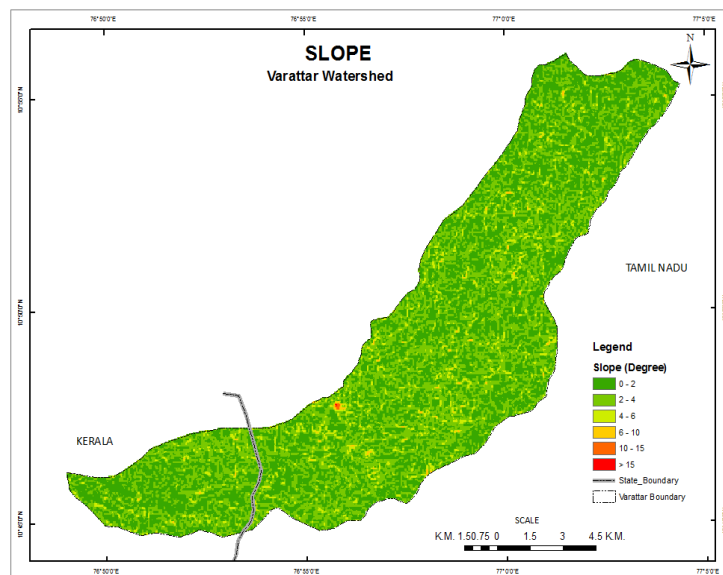 76°50'0"E
76°55'0"E
77°0'0"E
77°5'0"E
SLOPE
Varattar Watershed
N
TAMIL NADU
KERALA
Legend
Slope (Degree)
0 - 2
2 - 4
4 - 6
6 - 10
10 - 15
> 15
State_Boundary
Varattar Boundary
SCALE
K.M. 1.50.75 0 1.5 3 4.5 K.M.
76°50'0"E
76°55'0"E
77°0'0"E
77°5'0"E